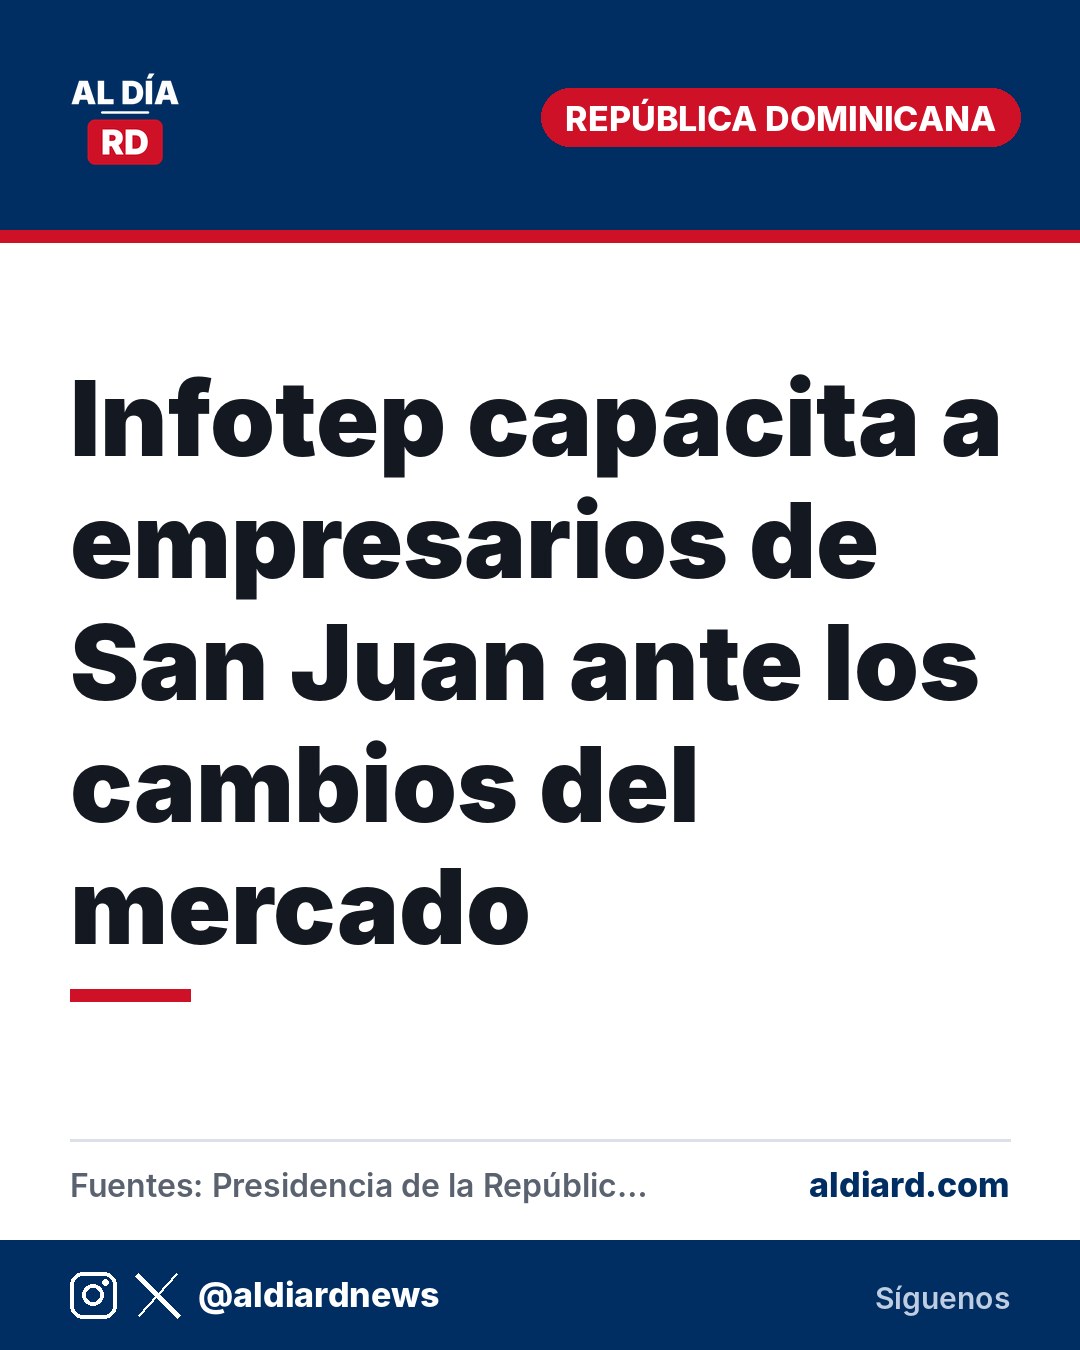 AL DÍA
RD
REPÚBLICA DOMINICANA
Infotep capacita a
empresarios de
San Juan ante los
cambios del
mercado
Fuentes: Presidencia de la Repúblic...
aldiard.com
@aldiardnews
Síguenos